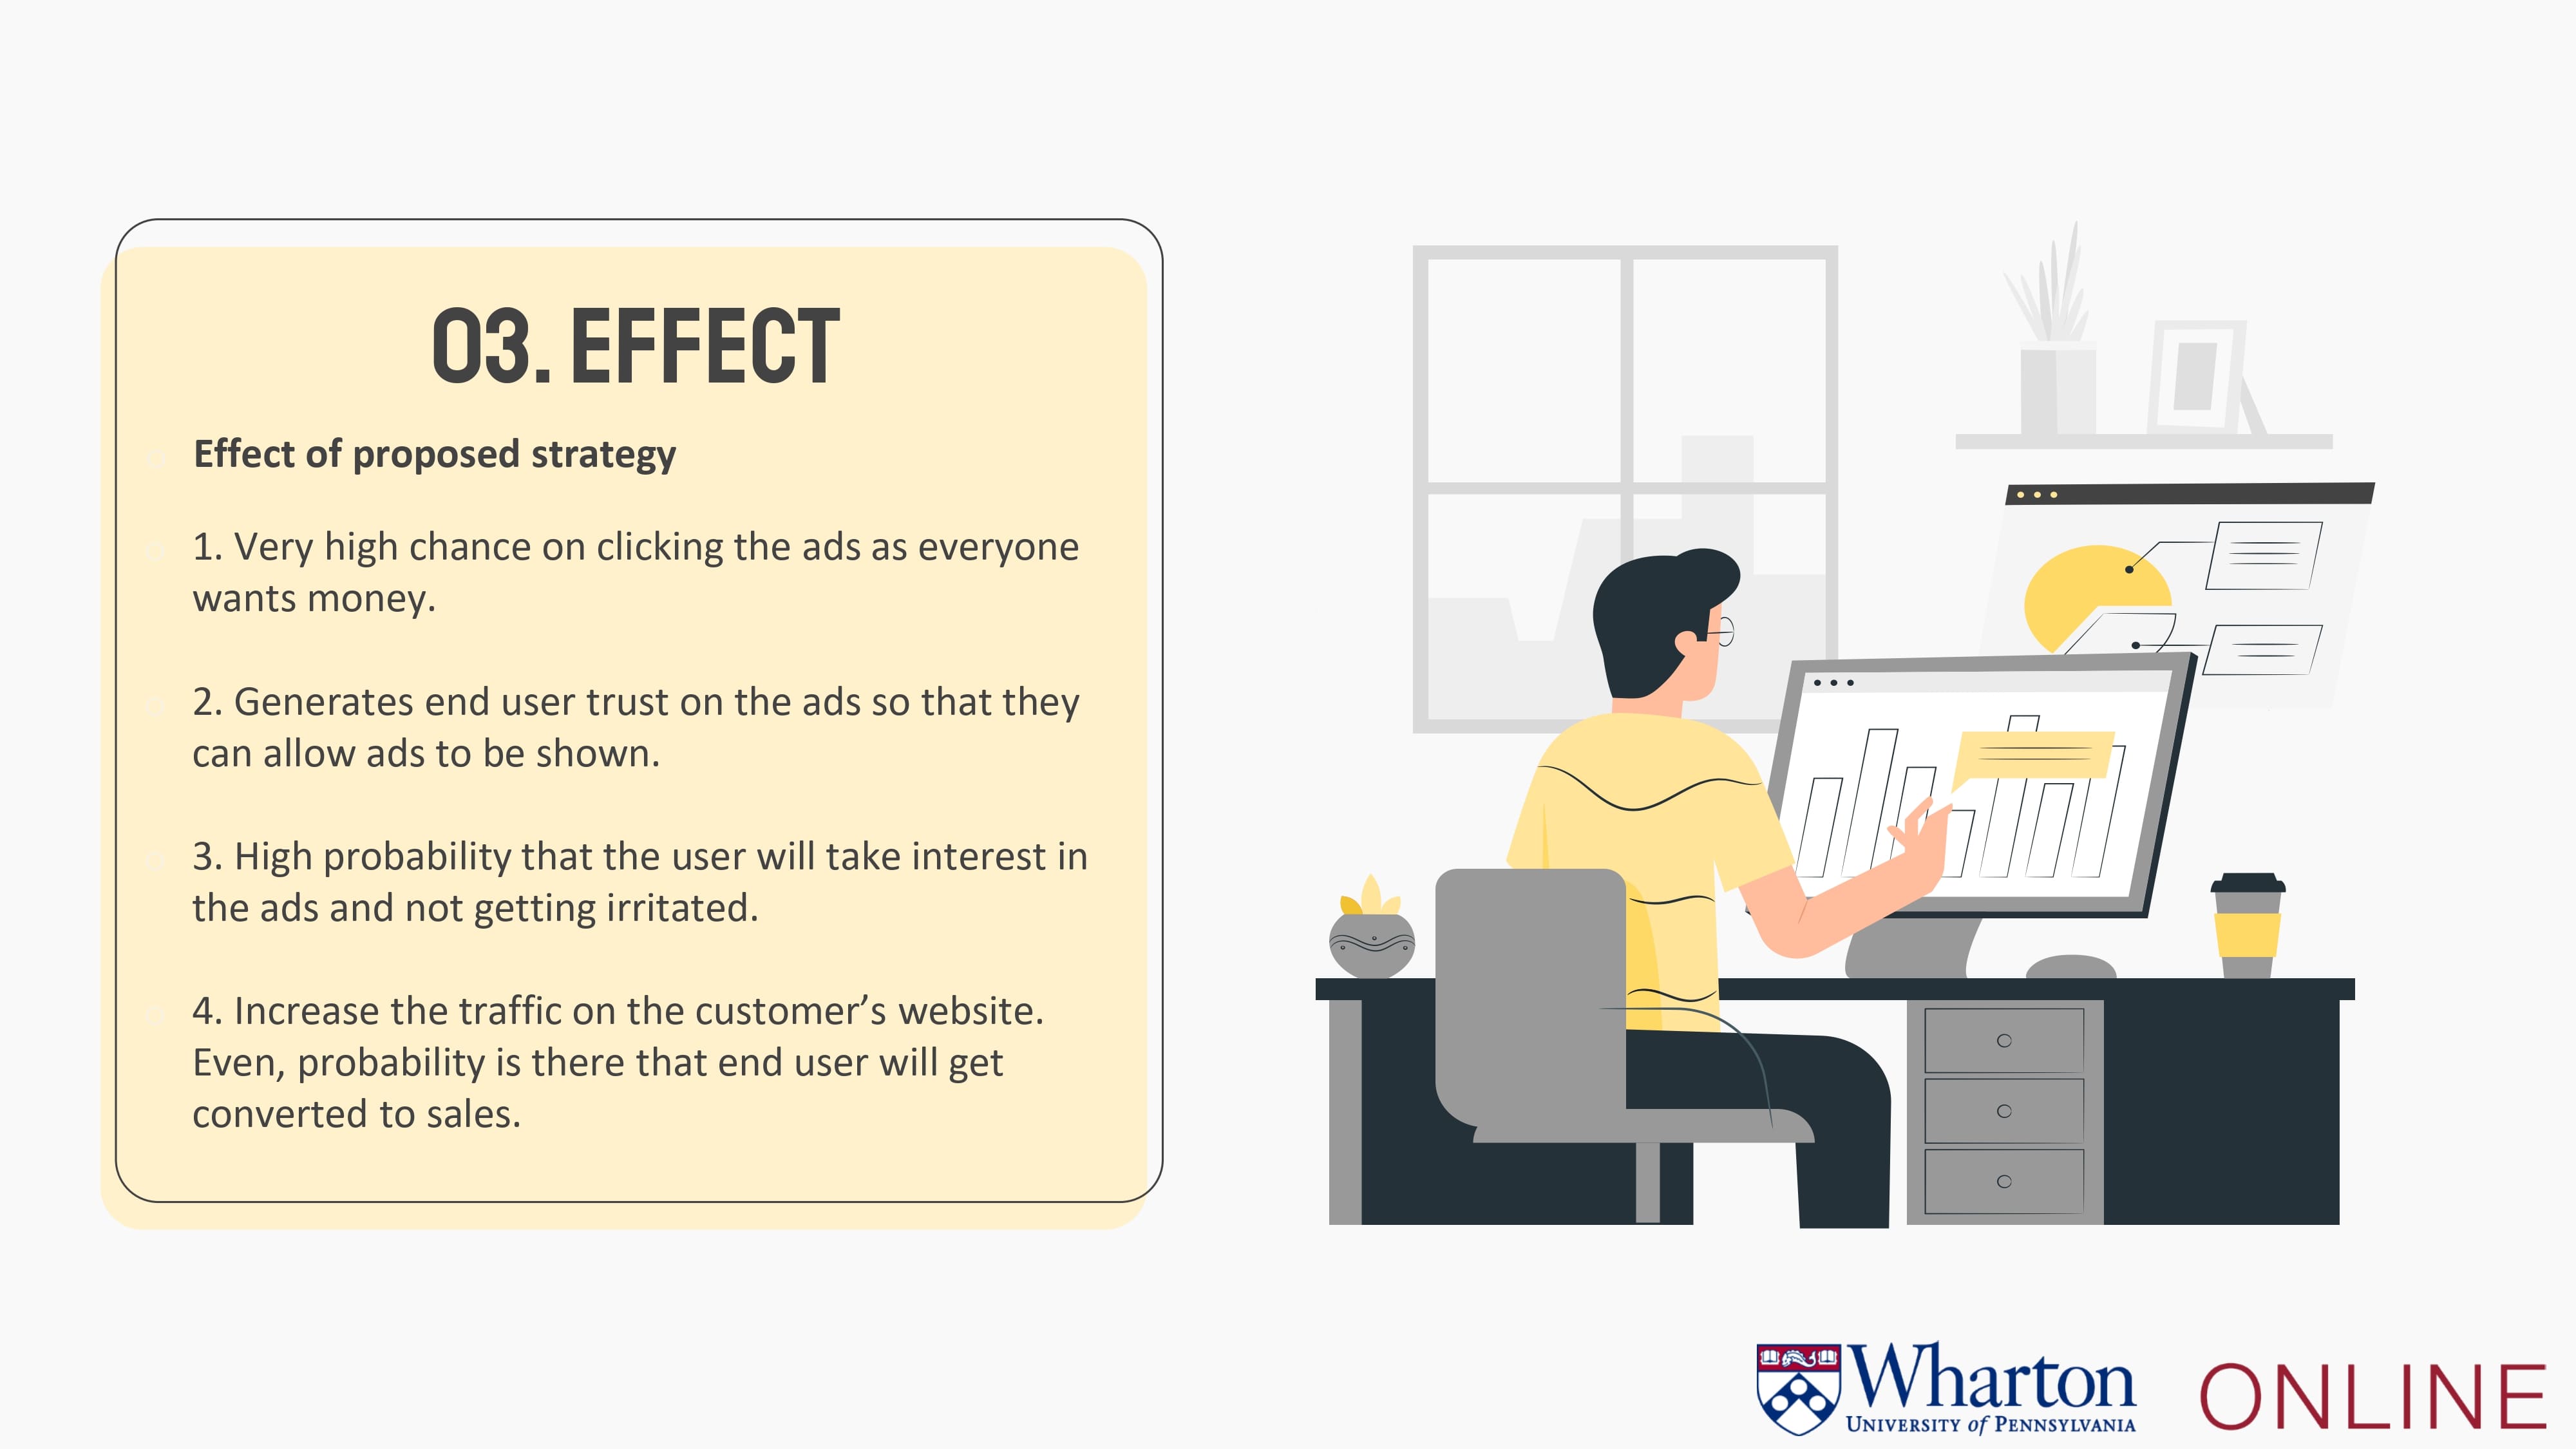 03. EFFECT
Effect of proposed strategy
1. Very high chance on clicking the ads as everyone
wants money.
2. Generates end user trust on the ads so that they
can allow ads to be shown.
3. High probability that the user will take interest in
the ads and not getting irritated.
4. Increase the traffic on the customer’s website.
Even, probability is there that end user will get
converted to sales.
Wharton
UNIVERSITY of PENNSYLVANIA
ONLINE